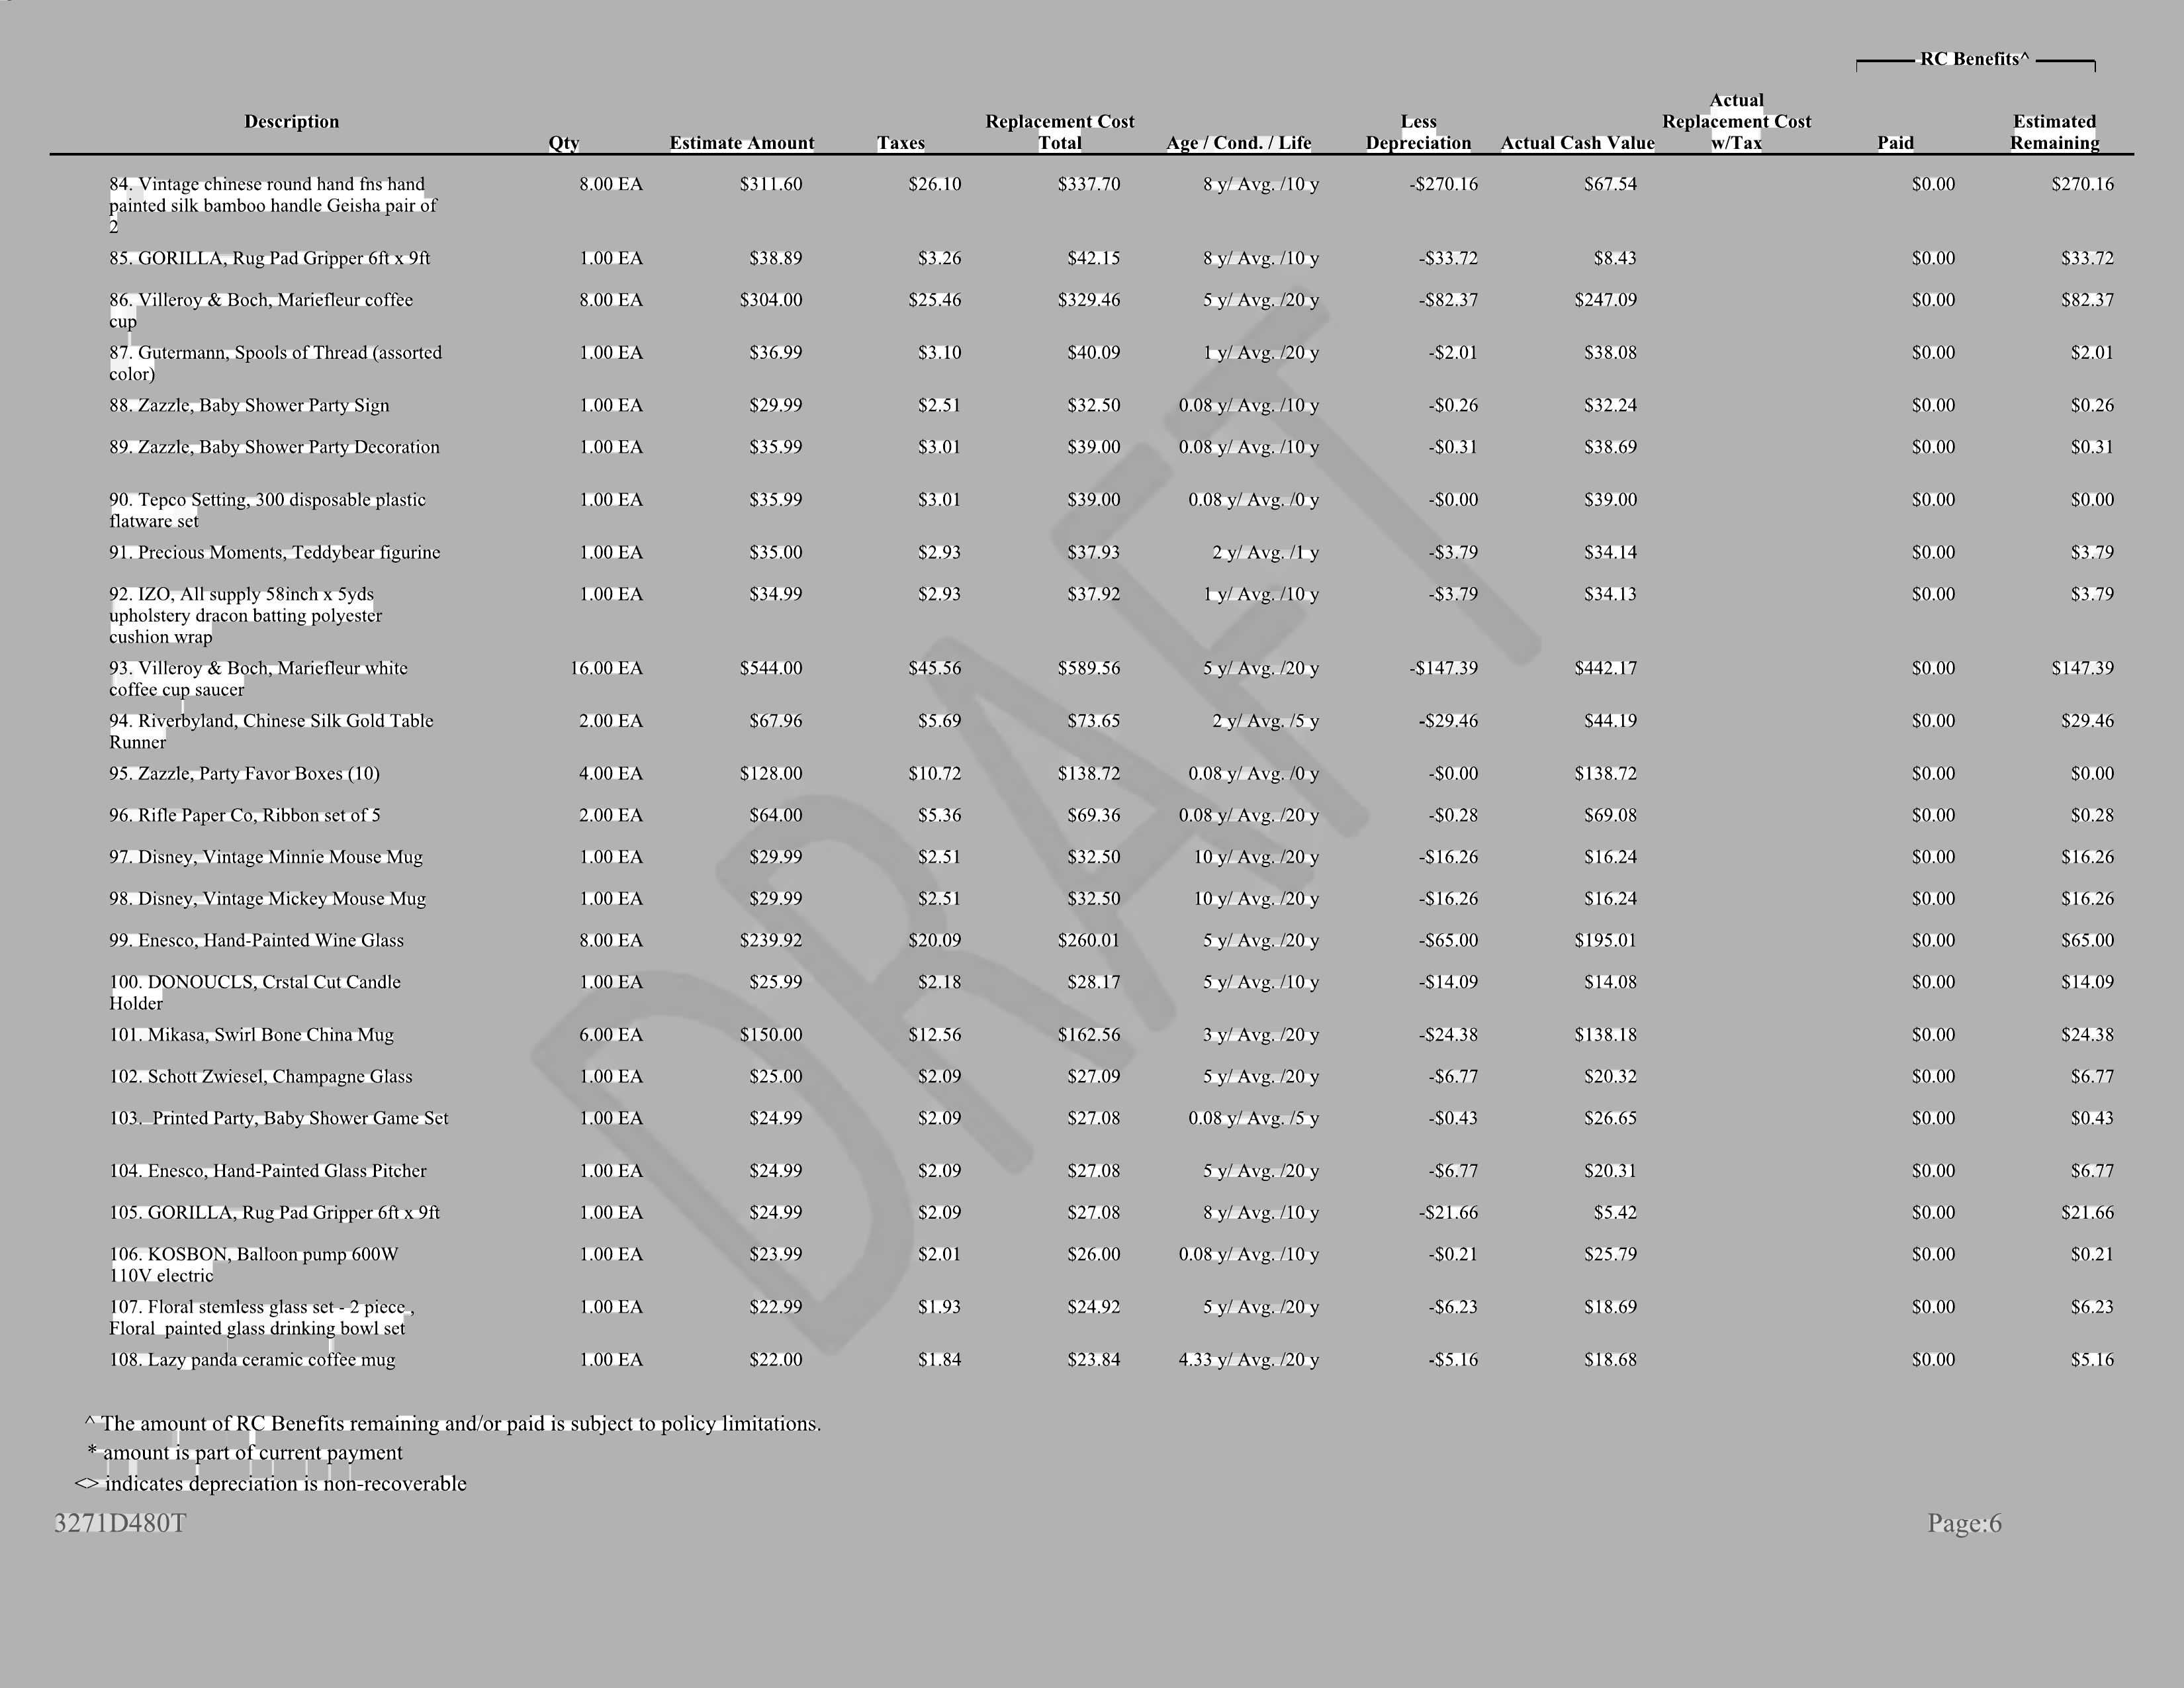 RC Benefits^
Actual
Description Replacement Cost Less Replacement Cost Estimated
Qty Estimate Amount Taxes Total Age / Cond. / Life Depreciation Actual Cash Value w/Tax Paid Remaining
84. Vintage chinese round hand fns hand 8.00 EA $311.60 $26.10 $337.70 8 y/ Avg. /10 y -$270.16 $67.54 $0.00 $270.16
painted silk bamboo handle Geisha pair of
2
85. GORILLA, Rug Pad Gripper 6ft x 9ft 1.00 EA $38.89 $3.26 $42.15 8 y/ Avg. /10 y -$33.72 $8.43 $0.00 $33.72
86. Villeroy & Boch, Mariefleur coffee 8.00 EA $304.00 $25.46 $329.46 5 y/ Avg. /20 y -$82.37 $247.09 $0.00 $82.37
cup
87. Gutermann, Spools of Thread (assorted 1.00 EA $36.99 $3.10 $40.09 1 y/ Avg. /20 y -$2.01 $38.08 $0.00 $2.01
color)
88. Zazzle, Baby Shower Party Sign 1.00 EA $29.99 $2.51 $32.50 0.08 y/ Avg. /10 y -$0.26 $32.24 $0.00 $0.26
89. Zazzle, Baby Shower Party Decoration 1.00 EA $35.99 $3.01 $39.00 0.08 y/ Avg. /10 y -$0.31 $38.69 $0.00 $0.31
90. Tepco Setting, 300 disposable plastic 1.00 EA $35.99 $3.01 $39.00 0.08 y/ Avg. /0 y -$0.00 $39.00 $0.00 $0.00
flatware set
91. Precious Moments, Teddybear figurine 1.00 EA $35.00 $2.93 $37.93 2 y/ Avg. /1 y -$3.79 $34.14 $0.00 $3.79
92. IZO, All supply 58inch x 5yds 1.00 EA $34.99 $2.93 $37.92 1 y/ Avg. /10 y -$3.79 $34.13 $0.00 $3.79
upholstery dracon batting polyester
cushion wrap
93. Villeroy & Boch, Mariefleur white 16.00 EA $544.00 $45.56 $589.56 5 y/ Avg. /20 y -$147.39 $442.17 $0.00 $147.39
coffee cup saucer
94. Riverbyland, Chinese Silk Gold Table 2.00 EA $67.96 $5.69 $73.65 2 y/ Avg. /5 y -$29.46 $44.19 $0.00 $29.46
Runner
95. Zazzle, Party Favor Boxes (10) 4.00 EA $128.00 $10.72 $138.72 0.08 y/ Avg. /0 y -$0.00 $138.72 $0.00 $0.00
96. Rifle Paper Co, Ribbon set of 5 2.00 EA $64.00 $5.36 $69.36 0.08 y/ Avg. /20 y -$0.28 $69.08 $0.00 $0.28
97. Disney, Vintage Minnie Mouse Mug 1.00 EA $29.99 $2.51 $32.50 10 y/ Avg. /20 y -$16.26 $16.24 $0.00 $16.26
98. Disney, Vintage Mickey Mouse Mug 1.00 EA $29.99 $2.51 $32.50 10 y/ Avg. /20 y -$16.26 $16.24 $0.00 $16.26
99. Enesco, Hand-Painted Wine Glass 8.00 EA $239.92 $20.09 $260.01 5 y/ Avg. /20 y -$65.00 $195.01 $0.00 $65.00
100. DONOUCLS, Crstal Cut Candle 1.00 EA $25.99 $2.18 $28.17 5 y/ Avg. /10 y -$14.09 $14.08 $0.00 $14.09
Holder
101. Mikasa, Swirl Bone China Mug 6.00 EA $150.00 $12.56 $162.56 3 y/ Avg. /20 y -$24.38 $138.18 $0.00 $24.38
102. Schott Zwiesel, Champagne Glass 1.00 EA $25.00 $2.09 $27.09 5 y/ Avg. /20 y -$6.77 $20.32 $0.00 $6.77
103. Printed Party, Baby Shower Game Set 1.00 EA $24.99 $2.09 $27.08 0.08 y/ Avg. /5 y -$0.43 $26.65 $0.00 $0.43
104. Enesco, Hand-Painted Glass Pitcher 1.00 EA $24.99 $2.09 $27.08 5 y/ Avg. /20 y -$6.77 $20.31 $0.00 $6.77
105. GORILLA, Rug Pad Gripper 6ft x 9ft 1.00 EA $24.99 $2.09 $27.08 8 y/ Avg. /10 y -$21.66 $5.42 $0.00 $21.66
106. KOSBON, Balloon pump 600W 1.00 EA $23.99 $2.01 $26.00 0.08 y/ Avg. /10 y -$0.21 $25.79 $0.00 $0.21
110V electric
107. Floral stemless glass set - 2 piece , 1.00 EA $22.99 $1.93 $24.92 5 y/ Avg. /20 y -$6.23 $18.69 $0.00 $6.23
Floral painted glass drinking bowl set
108. Lazy panda ceramic coffee mug 1.00 EA $22.00 $1.84 $23.84 4.33 y/ Avg. /20 y -$5.16 $18.68 $0.00 $5.16
^ The amount of RC Benefits remaining and/or paid is subject to policy limitations.
* amount is part of current payment
<> indicates depreciation is non-recoverable
3271D480T Page:6
DRAFT